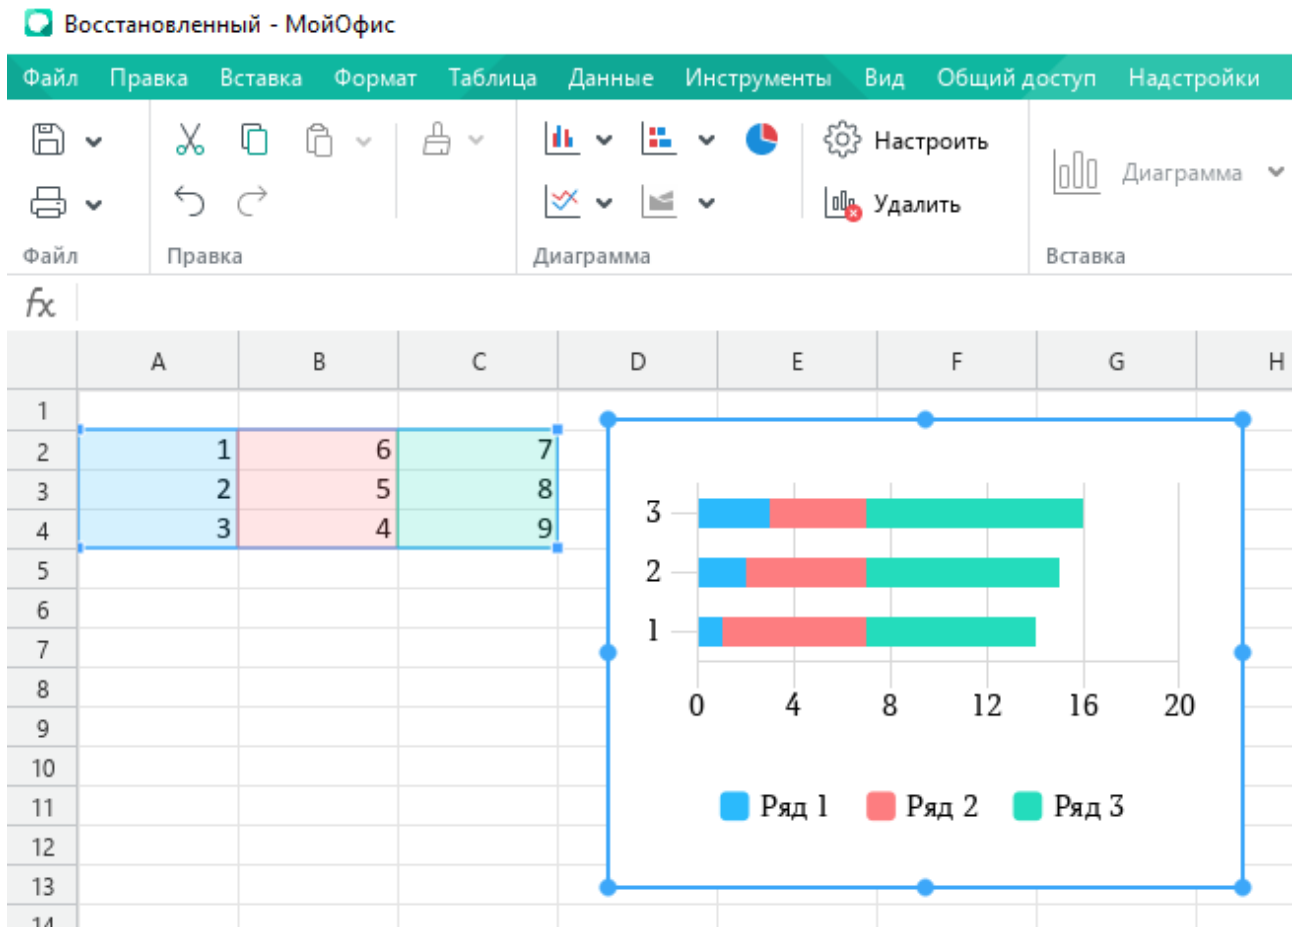 Восстановленный - МойОфис
Файл Правка Вставка Формат Таблица Данные Инструменты Вид Общий доступ Надстройки
Настроить
Диаграмма
Удалить
Файл Правка Диаграмма Вставка
fx
A B C D E F G H
1
2 1 6 7
3 2 5 8
4 3 4 9
5
6
7
8
9
10
11
12
13
14
3
2
1
0 4 8 12 16 20
Ряд 1 Ряд 2 Ряд 3